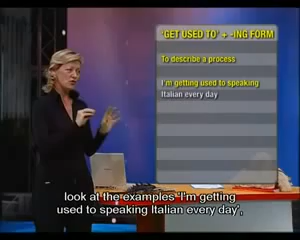 'GET USED TO' + -ING FORM
To describe a process
I'm getting used to speaking
Italian every day
look at the examples 'I'm getting
used to speaking Italian every day',